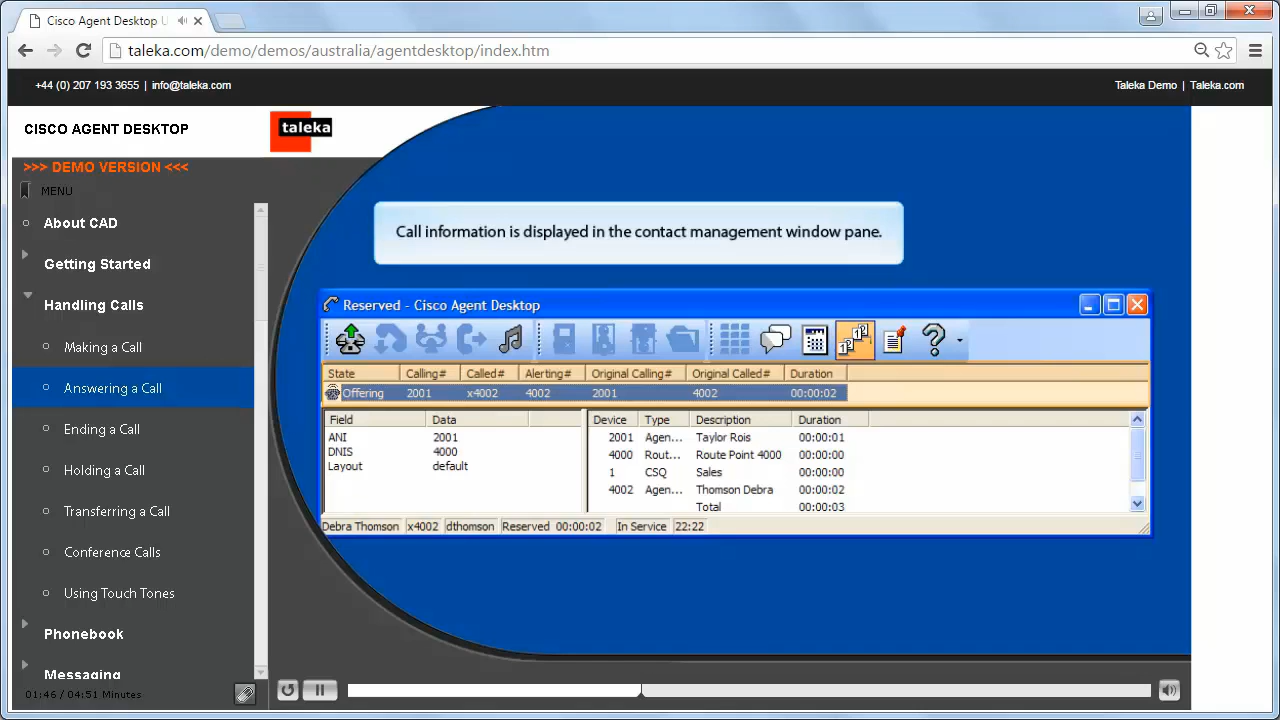 Cisco Agent Desktop U
taleka.com/demo/demos/australia/agentdesktop/index.htm
+44 (0) 207 193 3655 | info@taleka.com
Taleka Demo | Taleka.com
CISCO AGENT DESKTOP
taleka
>>> DEMO VERSION <<<
MENU
About CAD
Getting Started
Handling Calls
Making a Call
Answering a Call
Ending a Call
Holding a Call
Transferring a Call
Conference Calls
Using Touch Tones
Phonebook
Messaging
01:46 / 04:51 Minutes
Call information is displayed in the contact management window pane.
Reserved - Cisco Agent Desktop
State Calling# Called# Alerting# Original Calling# Original Called# Duration
Offering 2001 x4002 4002 2001 4002 00:00:02
Field Data
ANI 2001
DNIS 4000
Layout default
Device Type Description Duration
2001 Agen... Taylor Rois 00:00:01
4000 Rout... Route Point 4000 00:00:00
1 CSQ Sales 00:00:00
4002 Agen... Thomson Debra 00:00:02
Total 00:00:03
Debra Thomson x4002 dthomson Reserved 00:00:02 In Service 22:22